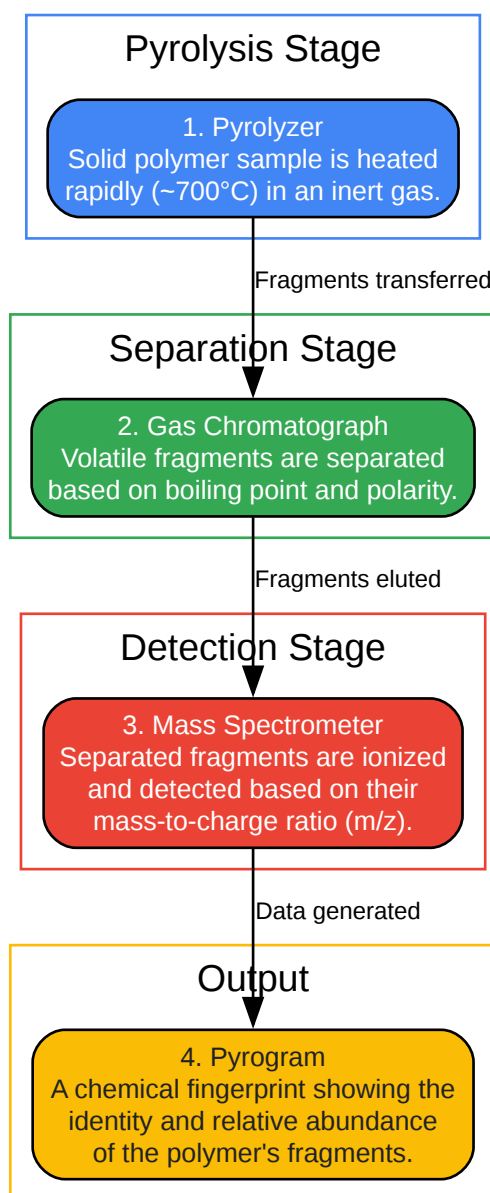 Pyrolysis Stage
1. Pyrolyzer
Solid polymer sample is heated
rapidly (~700°C) in an inert gas.
Fragments transferred
Separation Stage
2. Gas Chromatograph
Volatile fragments are separated
based on boiling point and polarity.
Fragments eluted
Detection Stage
3. Mass Spectrometer
Separated fragments are ionized
and detected based on their
mass-to-charge ratio (m/z).
Data generated
Output
4. Pyrogram
A chemical fingerprint showing the
identity and relative abundance
of the polymer's fragments.